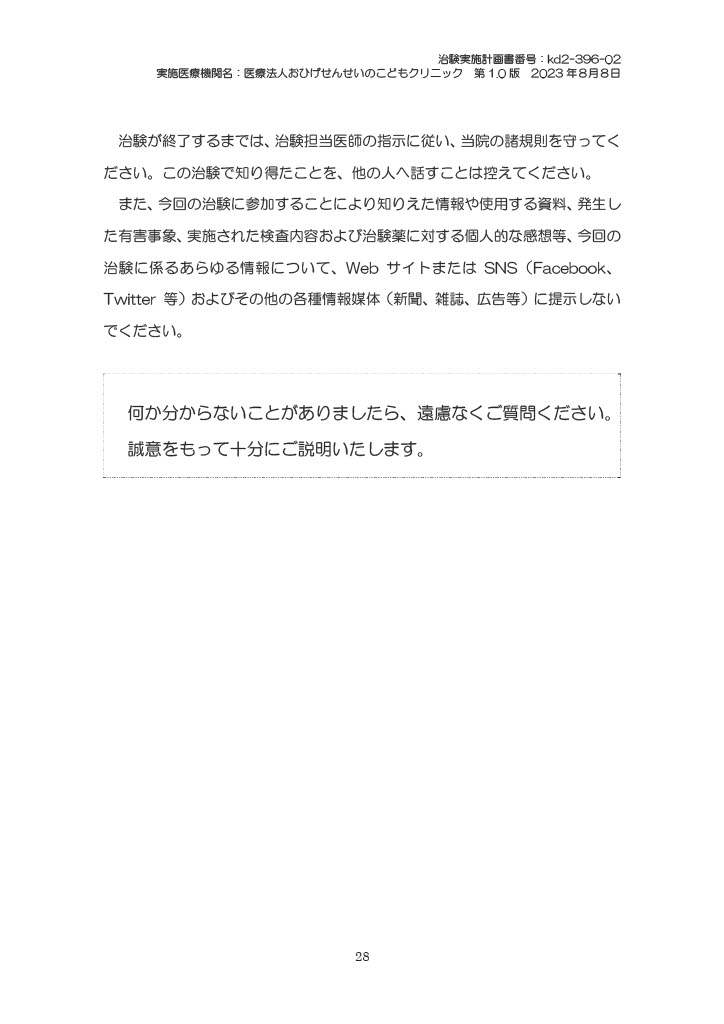 治験実施計画書番号：kd2-396-02
実施医療機関名：医療法人おひげせんせいのこどもクリニック　第 1.0 版　2023 年 8 月 8 日
治験が終了するまでは、治験担当医師の指示に従い、当院の諸規則を守ってく
ださい。この治験で知り得たことを、他の人へ話すことは控えてください。
また、今回の治験に参加することにより知りえた情報や使用する資料、発生し
た有害事象、実施された検査内容および治験薬に対する個人的な感想等、今回の
治験に係るあらゆる情報について、Web サイトまたは SNS（Facebook、
Twitter 等）およびその他の各種情報媒体（新聞、雑誌、広告等）に提示しない
でください。
何か分からないことがありましたら、遠慮なくご質問ください。
誠意をもって十分にご説明いたします。
28